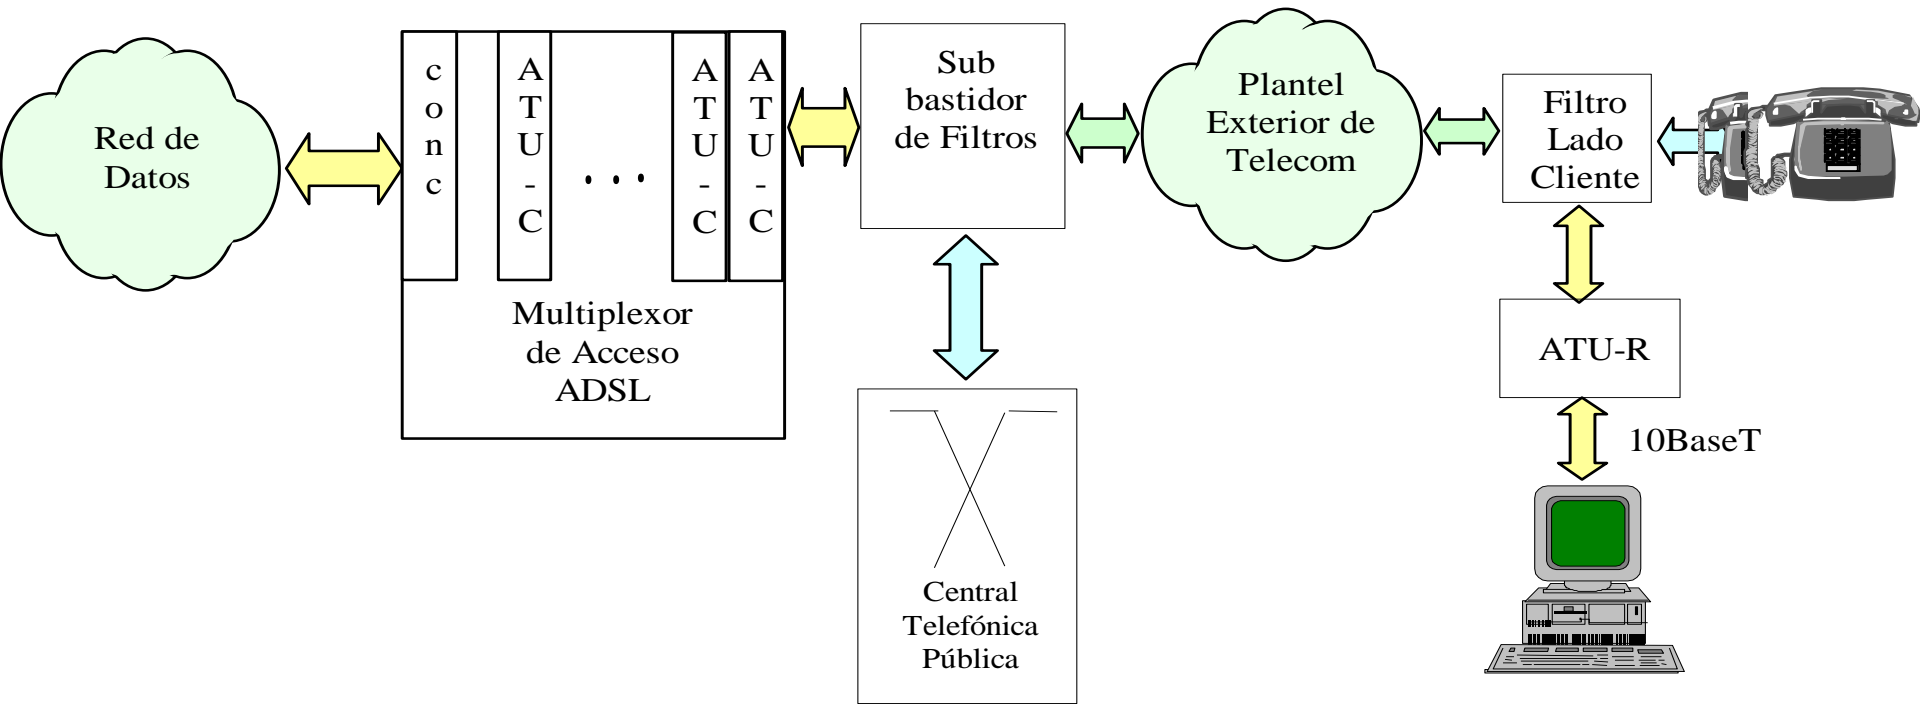 Red de
Datos
c
o
n
c
A
T
U
-
C
. . .
A
T
U
-
C
A
T
U
-
C
Multiplexor
de Acceso
ADSL
Sub
bastidor
de Filtros
Central
Telefónica
Pública
Plantel
Exterior de
Telecom
Filtro
Lado
Cliente
ATU-R
10BaseT